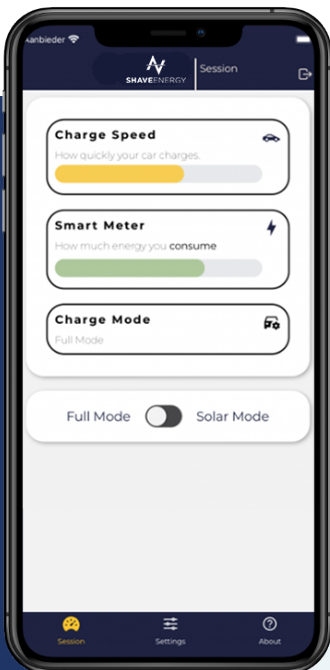 Aanbieder
Session
SHAVEENERGY
Charge Speed
How quickly your car charges.
Smart Meter
How much energy you consume
Charge Mode
Full Mode
Full Mode Solar Mode
Session Settings About